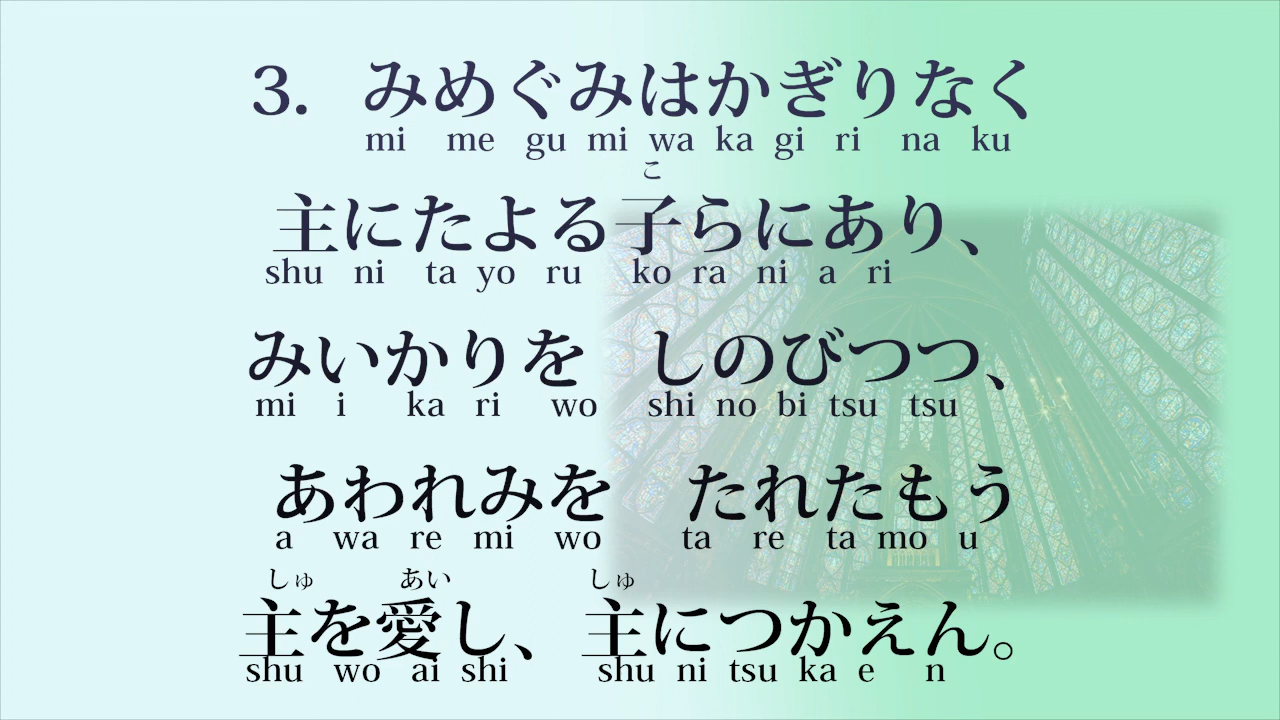 3. みめぐみはかぎりなく
mi me gu mi wa ka gi ri na ku
こ
主にたよる子らにあり、
shu ni ta yo ru ko ra ni a ri
みいかりを しのびつつ、
mi i ka ri wo shi no bi tsu tsu
あわれみを たれたもう
a wa re mi wo ta re ta mo u
しゅ あい しゅ
主を愛し、主につかえん。
shu wo ai shi shu ni tsu ka e n